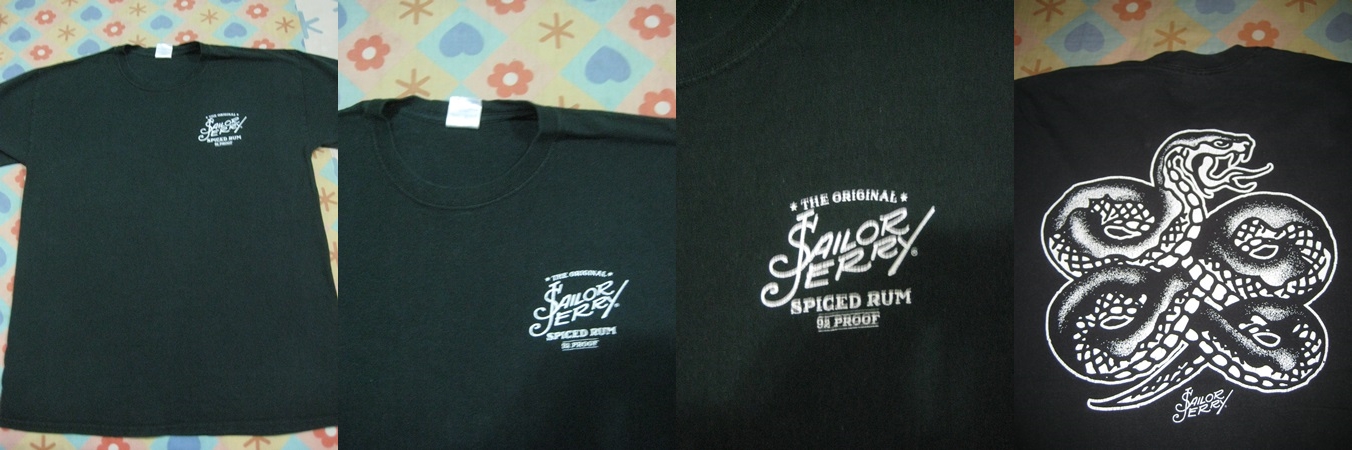 ★ THE ORIGINAL ★
SAILOR
JERRY
SPICED RUM
92 PROOF
★ THE ORIGINAL ★
SAILOR
JERRY®
SPICED RUM
92 PROOF
★ THE ORIGINAL ★
SAILOR
JERRY®
SPICED RUM
92 PROOF
SAILOR
JERRY